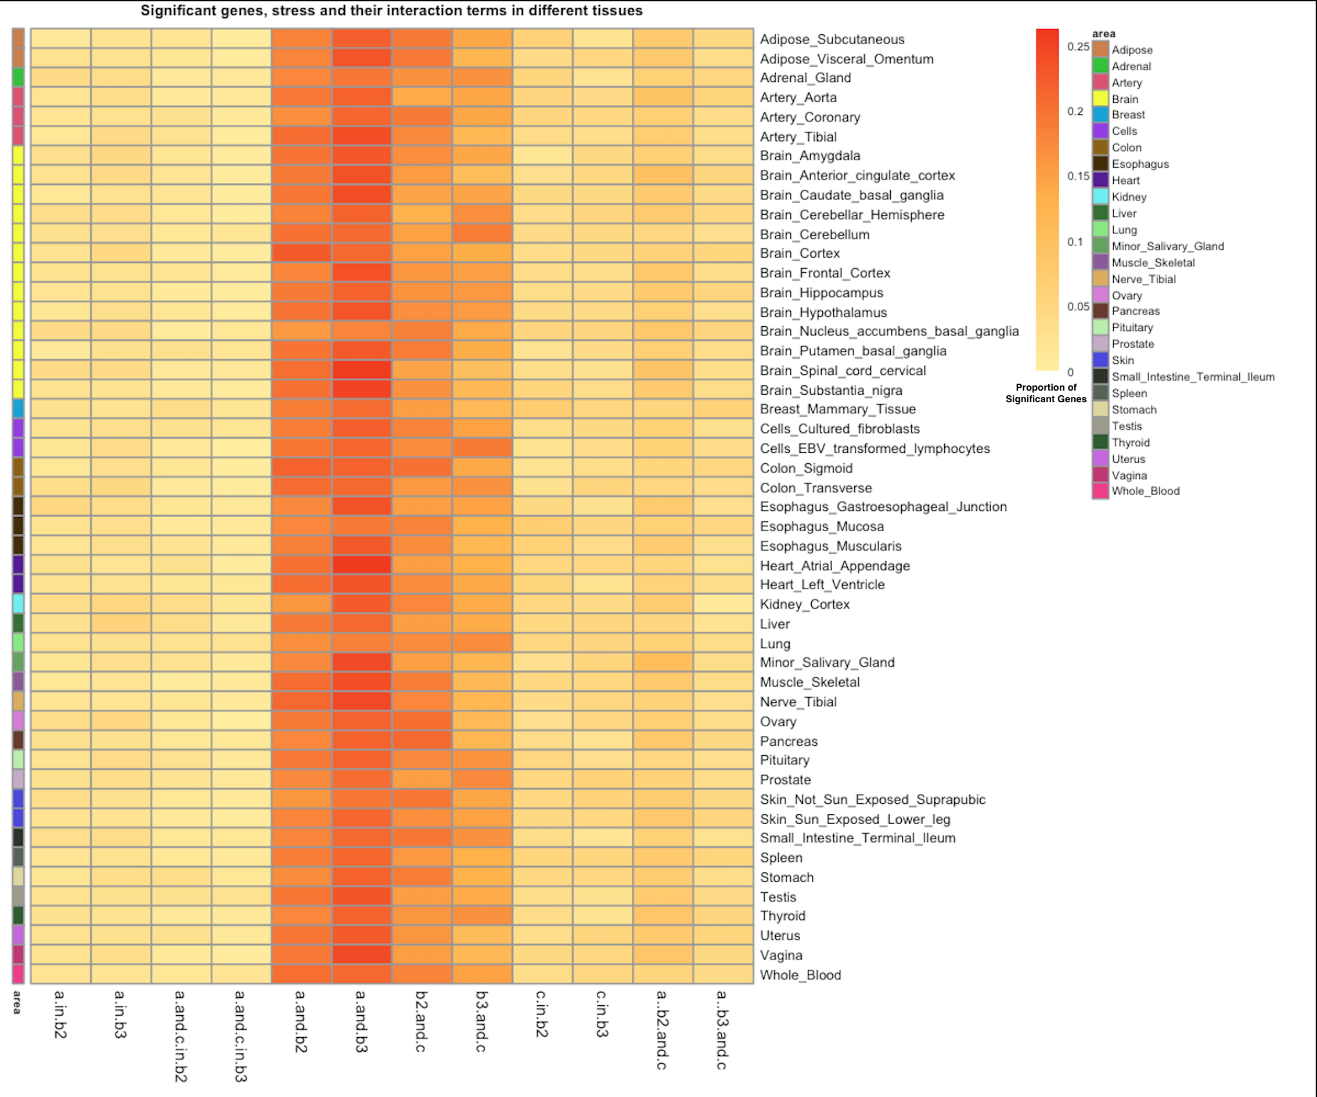 Significant genes, stress and their interaction terms in different tissues
Adipose_Subcutaneous
Adipose_Visceral_Omentum
Adrenal_Gland
Artery_Aorta
Artery_Coronary
Artery_Tibial
Brain_Amygdala
Brain_Anterior_cingulate_cortex
Brain_Caudate_basal_ganglia
Brain_Cerebellar_Hemisphere
Brain_Cerebellum
Brain_Cortex
Brain_Frontal_Cortex
Brain_Hippocampus
Brain_Hypothalamus
Brain_Nucleus_accumbens_basal_ganglia
Brain_Putamen_basal_ganglia
Brain_Spinal_cord_cervical
Brain_Substantia_nigra
Breast_Mammary_Tissue
Cells_Cultured_fibroblasts
Cells_EBV_transformed_lymphocytes
Colon_Sigmoid
Colon_Transverse
Esophagus_Gastroesophageal_Junction
Esophagus_Mucosa
Esophagus_Muscularis
Heart_Atrial_Appendage
Heart_Left_Ventricle
Kidney_Cortex
Liver
Lung
Minor_Salivary_Gland
Muscle_Skeletal
Nerve_Tibial
Ovary
Pancreas
Pituitary
Prostate
Skin_Not_Sun_Exposed_Suprapubic
Skin_Sun_Exposed_Lower_leg
Small_Intestine_Terminal_Ileum
Spleen
Stomach
Testis
Thyroid
Uterus
Vagina
Whole_Blood
area
a.in.b2
a.in.b3
a.and.c.in.b2
a.and.c.in.b3
a.and.b2
a.and.b3
b2.and.c
b3.and.c
c.in.b2
c.in.b3
a..b2.and.c
a..b3.and.c
0.25
0.2
0.15
0.1
0.05
0
Proportion of
Significant Genes
area
Adipose
Adrenal
Artery
Brain
Breast
Cells
Colon
Esophagus
Heart
Kidney
Liver
Lung
Minor_Salivary_Gland
Muscle_Skeletal
Nerve_Tibial
Ovary
Pancreas
Pituitary
Prostate
Skin
Small_Intestine_Terminal_Ileum
Spleen
Stomach
Testis
Thyroid
Uterus
Vagina
Whole_Blood